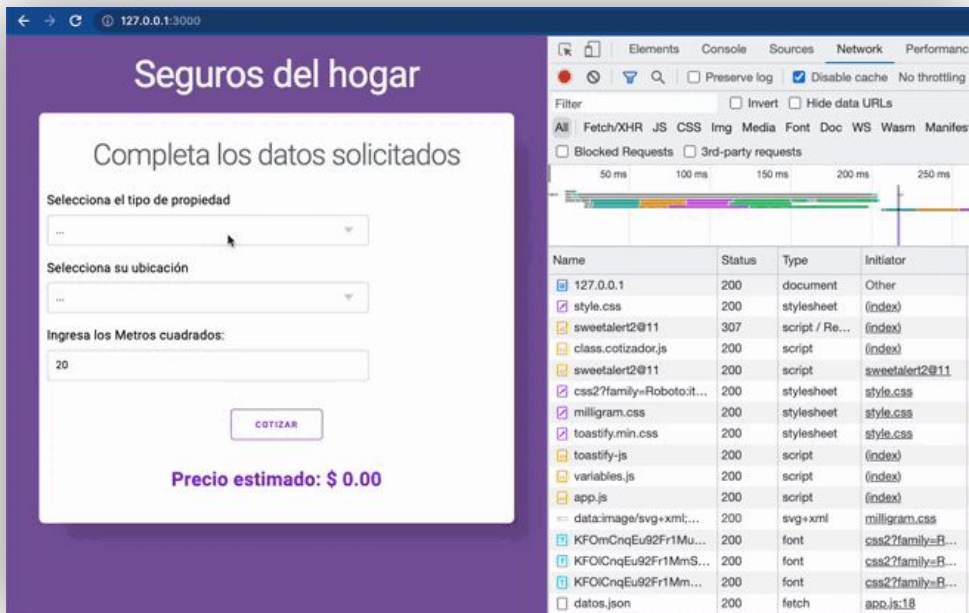 127.0.0.1:3000
Seguros del hogar
Completa los datos solicitados
Selecciona el tipo de propiedad
...
Selecciona su ubicación
...
Ingresa los Metros cuadrados:
20
COTIZAR
Precio estimado: $ 0.00
Elements Console Sources Network Performanc
Preserve log Disable cache No throttling
Filter Invert Hide data URLs
All Fetch/XHR JS CSS Img Media Font Doc WS Wasm Manifes
Blocked Requests 3rd-party requests
50 ms 100 ms 150 ms 200 ms 250 ms
Name Status Type Initiator
127.0.0.1 200 document Other
style.css 200 stylesheet (index)
sweetalert2@11 307 script / Re... (index)
class.cotizador.js 200 script (index)
sweetalert2@11 200 script sweetalert2@11
css2?family=Roboto:it... 200 stylesheet style.css
milligram.css 200 stylesheet style.css
toastify.min.css 200 stylesheet style.css
toastify-js 200 script (index)
variables.js 200 script (index)
app.js 200 script (index)
data:image/svg+xml;... 200 svg+xml milligram.css
KFOmCnqEu92Fr1Mu... 200 font css2?family=R...
KFOlCnqEu92Fr1MmS... 200 font css2?family=R...
KFOlCnqEu92Fr1Mm... 200 font css2?family=R...
datos.json 200 fetch app.js:18